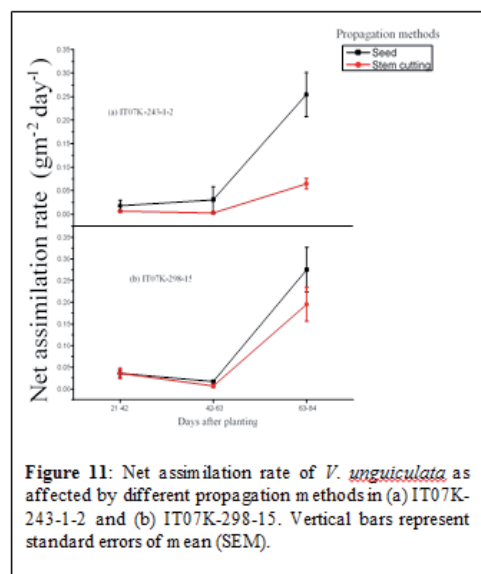 Propagation methods
Seed
Stem cutting
Net assimilation rate (gm⁻² day⁻¹)
0.35
0.30
0.25
0.20
0.15
0.10
0.05
0.00
(a) IT07K-243-1-2
0.35
0.30
0.25
0.20
0.15
0.10
0.05
0.00
(b) IT07K-298-15
21-42
42-63
63-84
Days after planting
Figure 11: Net assimilation rate of V. unguiculata as
affected by different propagation methods in (a) IT07K-
243-1-2 and (b) IT07K-298-15. Vertical bars represent
standard errors of mean (SEM).